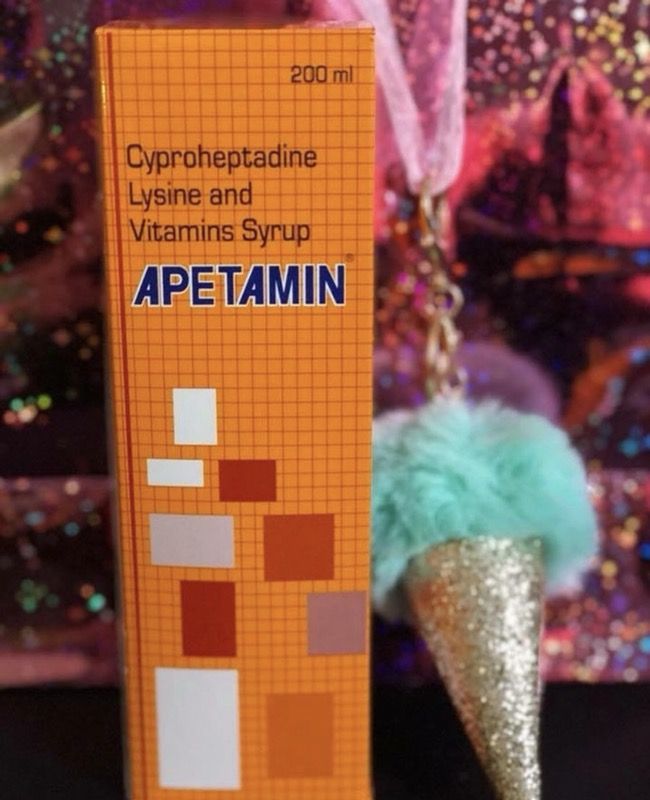 200 ml
Cyproheptadine
Lysine and
Vitamins Syrup
APETAMIN®